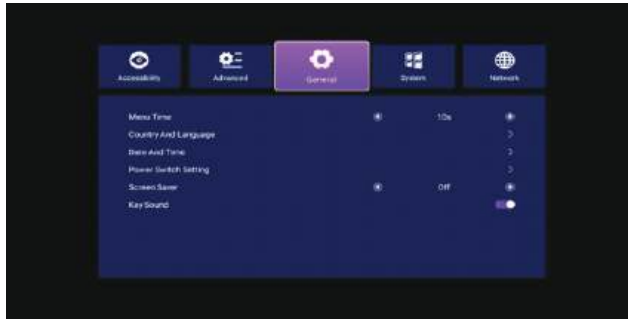 Accessibility
Advanced
General
System
Network
Menu Time 10s
Country And Language
Date And Time
Power Switch Setting
Screen Saver Off
Key Sound